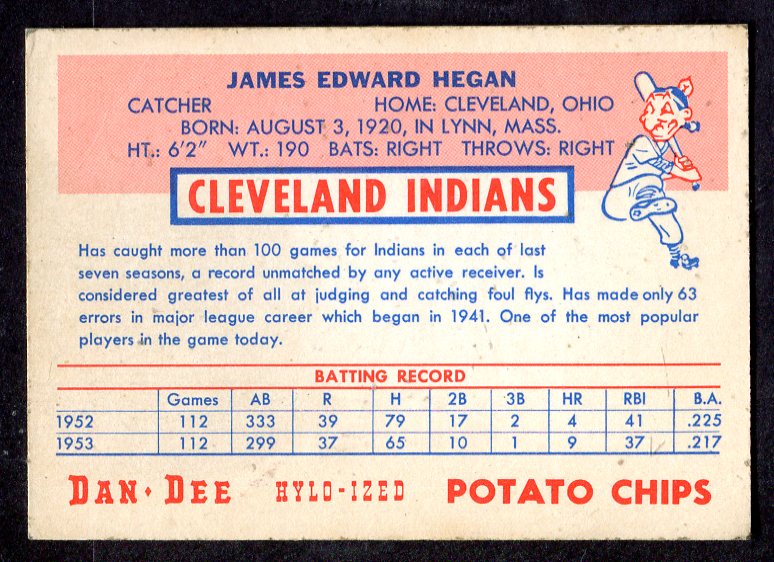 JAMES EDWARD HEGAN
CATCHER HOME: CLEVELAND, OHIO
BORN: AUGUST 3, 1920, IN LYNN, MASS.
HT.: 6'2" WT.: 190 BATS: RIGHT THROWS: RIGHT
CLEVELAND INDIANS
Has caught more than 100 games for Indians in each of last
seven seasons, a record unmatched by any active receiver. Is
considered greatest of all at judging and catching foul flys. Has made only 63
errors in major league career which began in 1941. One of the most popular
players in the game today.
BATTING RECORD
Games AB R H 2B 3B HR RBI B.A.
1952 112 333 39 79 17 2 4 41 .225
1953 112 299 37 65 10 1 9 37 .217
DAN·DEE HYLO-IZED POTATO CHIPS